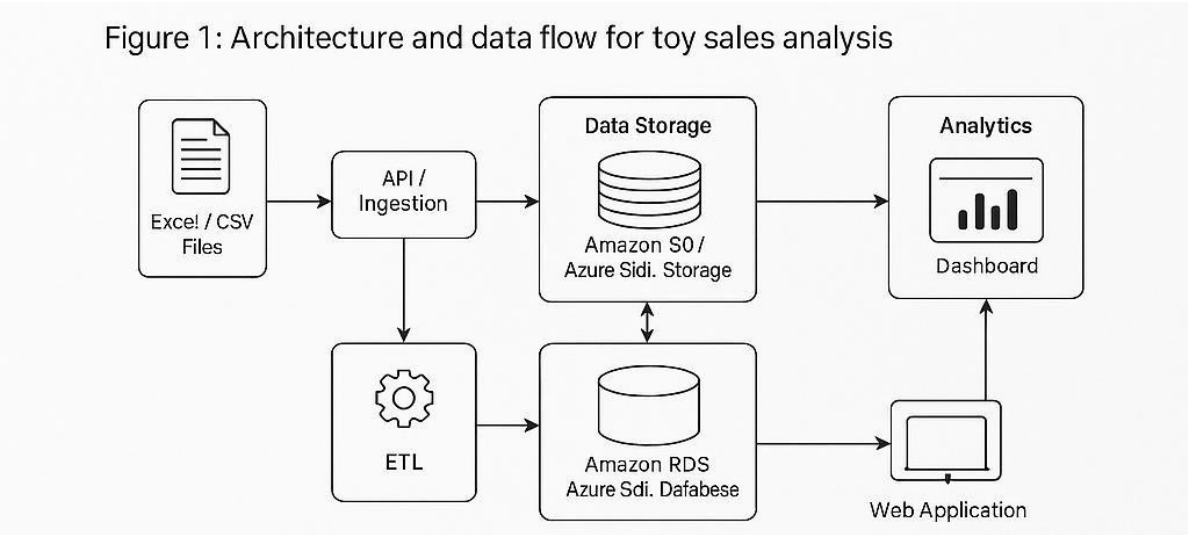 Figure 1: Architecture and data flow for toy sales analysis
Exce! / CSV
Files
API /
Ingestion
Data Storage
Amazon S0 /
Azure Sidi. Storage
Analytics
Dashboard
ETL
Amazon RDS
Azure Sdi. Dafabese
Web Application